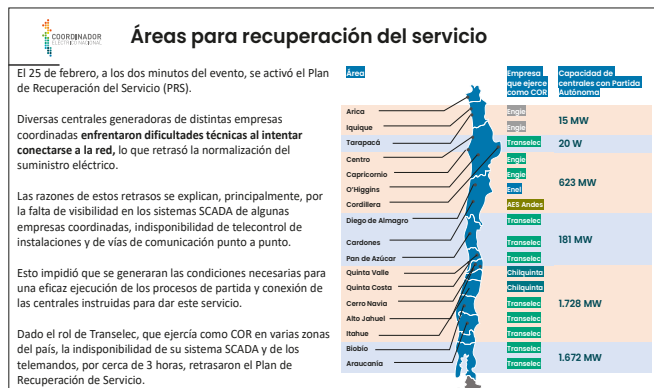 COORDINADOR
ELÉCTRICO NACIONAL
Áreas para recuperación del servicio
El 25 de febrero, a los dos minutos del evento, se activó el Plan
de Recuperación del Servicio (PRS).
Diversas centrales generadoras de distintas empresas
coordinadas enfrentaron dificultades técnicas al intentar
conectarse a la red, lo que retrasó la normalización del
suministro eléctrico.
Las razones de estos retrasos se explican, principalmente, por
la falta de visibilidad en los sistemas SCADA de algunas
empresas coordinadas, indisponibilidad de telecontrol de
instalaciones y de vías de comunicación punto a punto.
Esto impidió que se generaran las condiciones necesarias para
una eficaz ejecución de los procesos de partida y conexión de
las centrales instruidas para dar este servicio.
Dado el rol de Transelec, que ejercía como COR en varias zonas
del país, la indisponibilidad de su sistema SCADA y de los
telemandos, por cerca de 3 horas, retrasaron el Plan de
Recuperación de Servicio.
Área
Empresa
que ejerce
como COR
Capacidad de
centrales con Partida
Autónoma
Arica
Engie
Iquique
Engie
15 MW
Tarapacá
Transelec
20 W
Centro
Engie
Capricornio
Engie
O'Higgins
Enel
Cordillera
AES Andes
623 MW
Diego de Almagro
Transelec
Cardones
Transelec
Pan de Azúcar
Transelec
181 MW
Quinta Valle
Chilquinta
Quinta Costa
Chilquinta
Cerro Navia
Transelec
Alto Jahuel
Transelec
Itahue
Transelec
1.728 MW
Biobío
Transelec
Araucanía
Transelec
1.672 MW